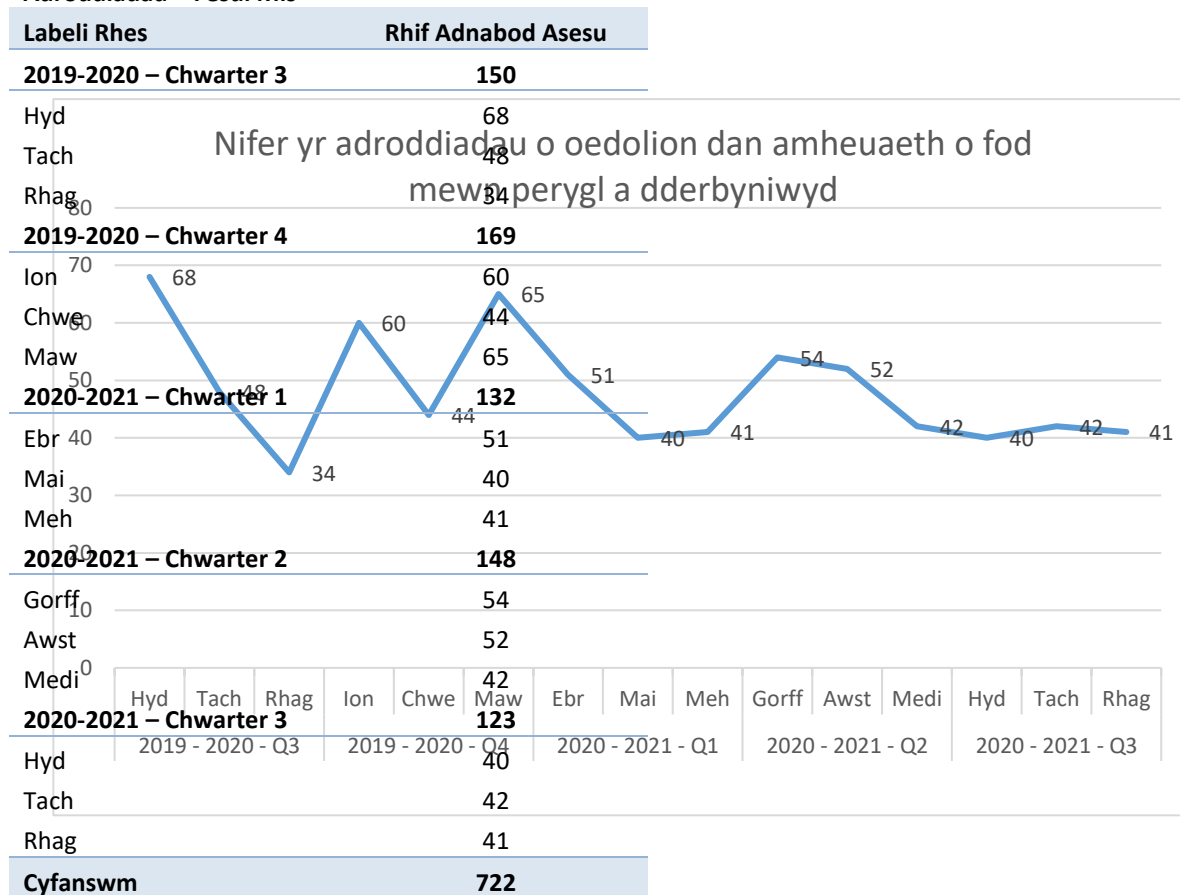 Labeli Rhes Rhif Adnabod Asesu
2019-2020 – Chwarter 3 150
Hyd 68
Tach 48
Rhag 34
2019-2020 – Chwarter 4 169
Ion 60
Chwe 44
Maw 65
2020-2021 – Chwarter 1 132
Ebr 51
Mai 40
Meh 41
2020-2021 – Chwarter 2 148
Gorff 54
Awst 52
Medi 42
2020-2021 – Chwarter 3 123
Hyd 40
Tach 42
Rhag 41
Cyfanswm 722
Nifer yr adroddiadau o oedolion dan amheuaeth o fod
mewn perygl a dderbyniwyd
80
70
60
50
40
30
20
10
0
68 48 34 60 44 65 51 40 41 54 52 42 40 42 41
Hyd Tach Rhag Ion Chwe Maw Ebr Mai Meh Gorff Awst Medi Hyd Tach Rhag
2019 - 2020 - Q3 2019 - 2020 - Q4 2020 - 2021 - Q1 2020 - 2021 - Q2 2020 - 2021 - Q3